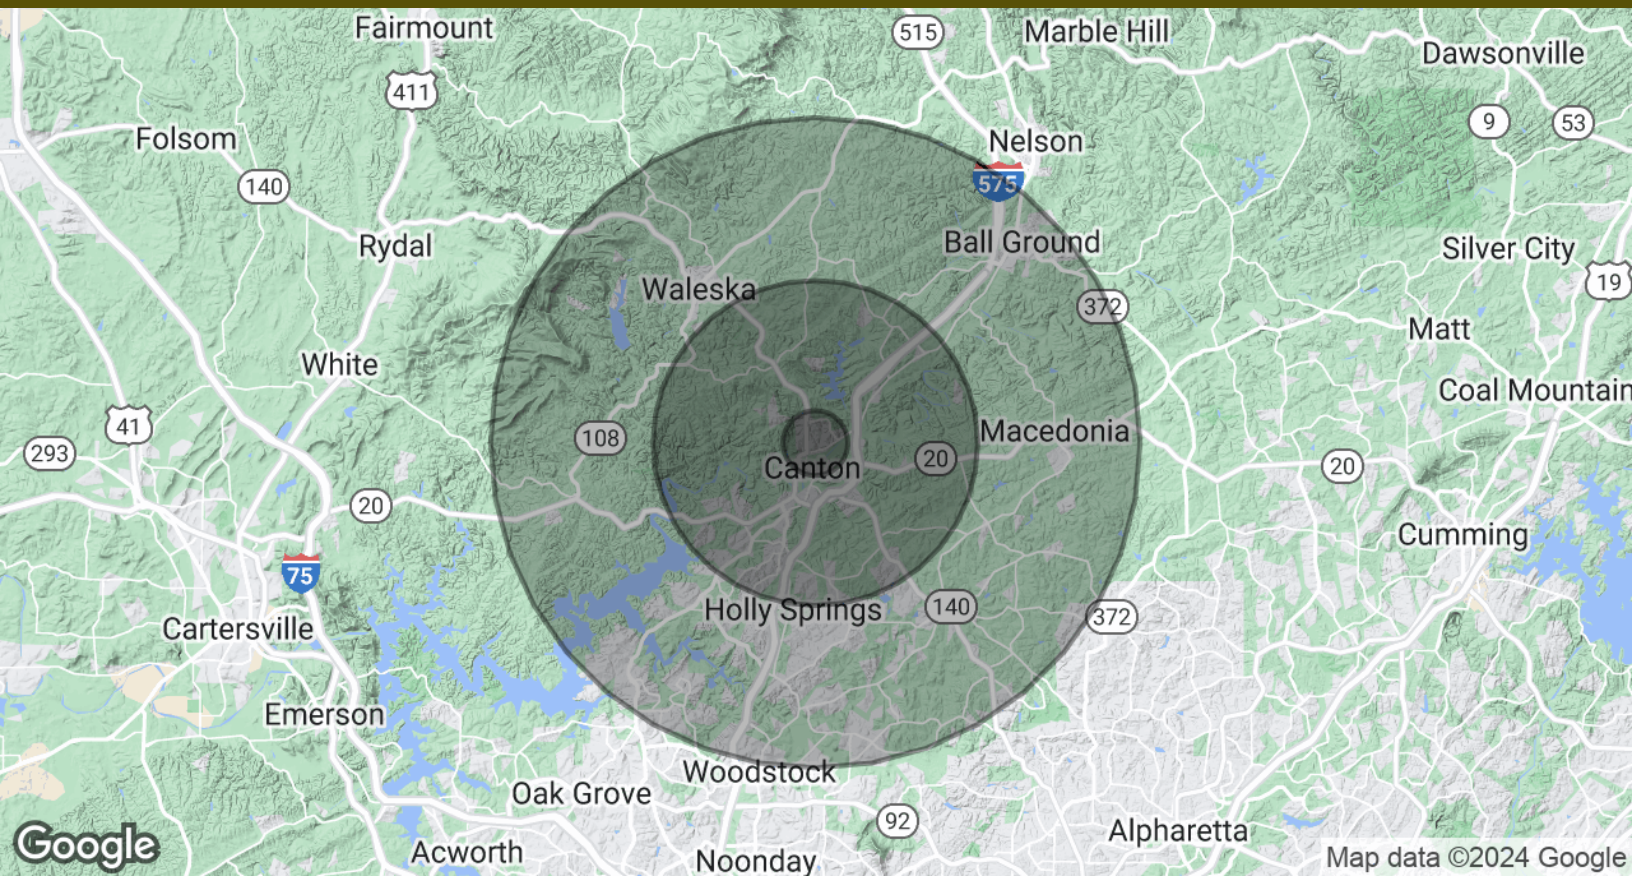 Fairmount
515
Marble Hill
Dawsonville
411
9
53
Folsom
Nelson
140
575
Rydal
Ball Ground
Silver City
19
Waleska
372
Matt
White
Coal Mountain
41
108
Macedonia
293
20
20
Canton
20
Cumming
75
Holly Springs
140
372
Cartersville
Emerson
Woodstock
Oak Grove
92
Alpharetta
Google
Acworth
Noonday
Map data ©2024 Google